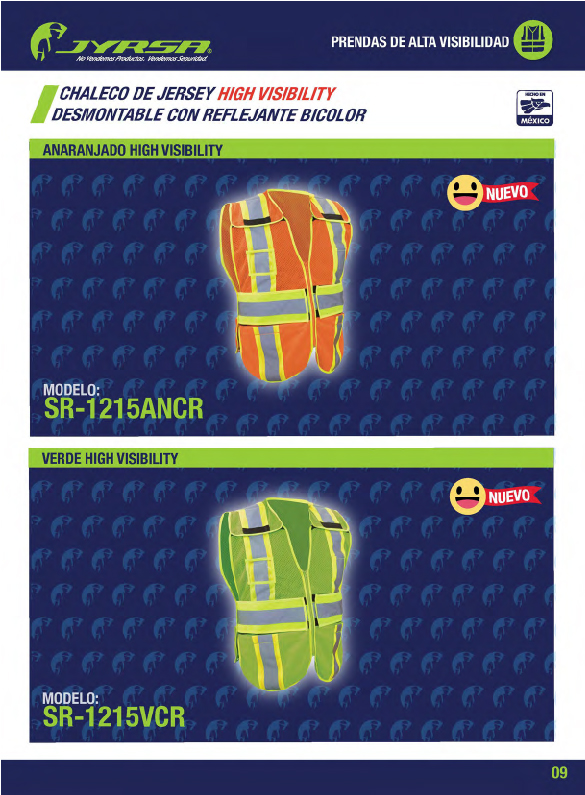 JYRSA®
No Vendemos Productos. Vendemos Seguridad
PRENDAS DE ALTA VISIBILIDAD
CHALECO DE JERSEY HIGH VISIBILITY
DESMONTABLE CON REFLEJANTE BICOLOR
HECHO EN
MÉXICO
ANARANJADO HIGH VISIBILITY
NUEVO
MODELO:
SR-1215ANCR
VERDE HIGH VISIBILITY
NUEVO
MODELO:
SR-1215VCR
09